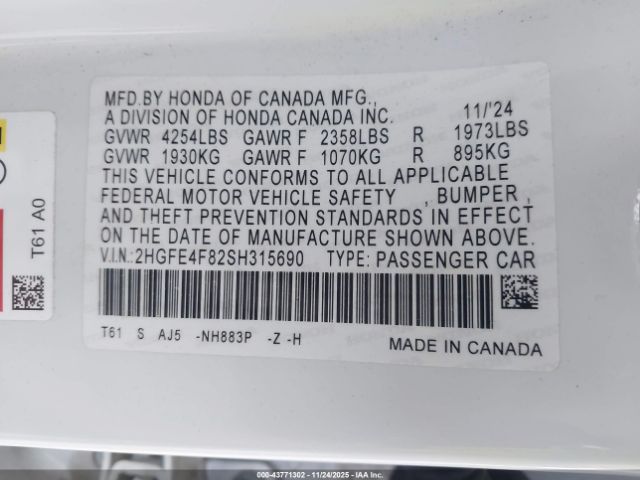 MFD.BY HONDA OF CANADA MFG.,
A DIVISION OF HONDA CANADA INC. 11/'24
GVWR 4254LBS GAWR F 2358LBS R 1973LBS
GVWR 1930KG GAWR F 1070KG R 895KG
THIS VEHICLE CONFORMS TO ALL APPLICABLE
FEDERAL MOTOR VEHICLE SAFETY , BUMPER ,
AND THEFT PREVENTION STANDARDS IN EFFECT
ON THE DATE OF MANUFACTURE SHOWN ABOVE.
V.I.N.:2HGFE4F82SH315690 TYPE:PASSENGER CAR
T61 S AJ5 -NH883P -Z -H
MADE IN CANADA
T61 A0
000-43771302 - 11/24/2025 - IAAI.COM